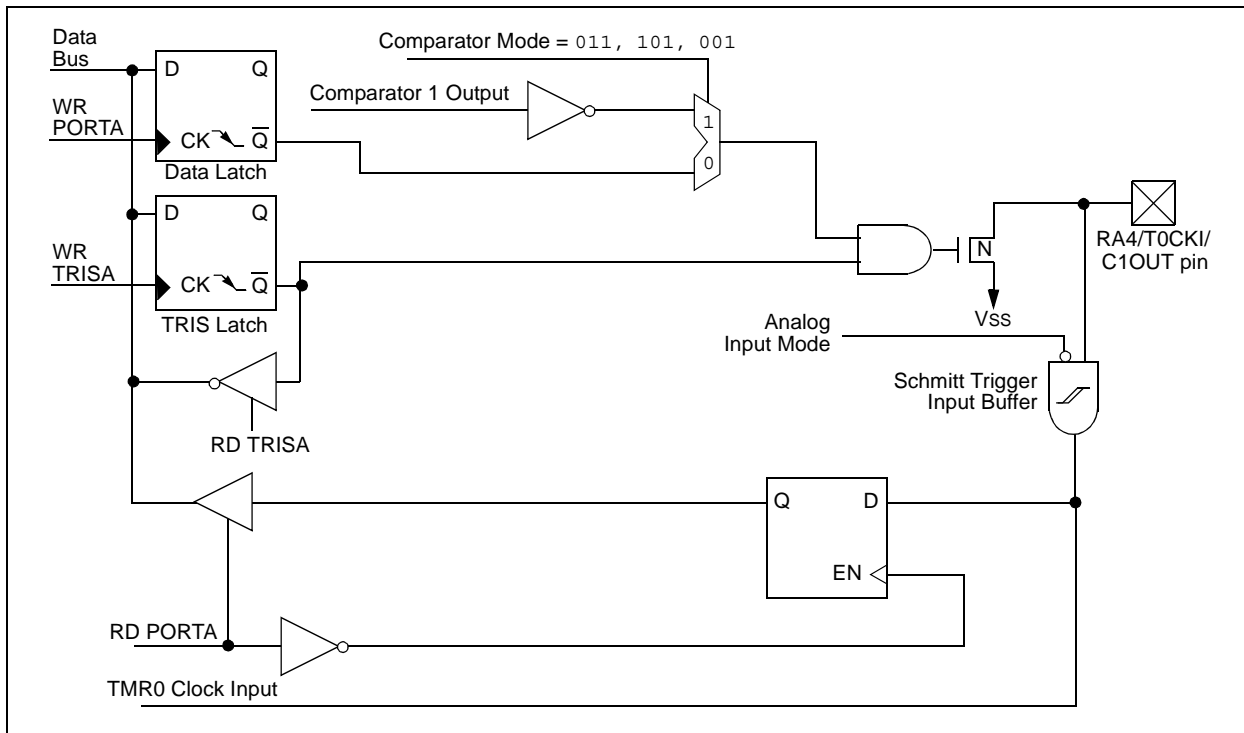 Data
Bus
Comparator Mode = 011, 101, 001
D Q
WR
PORTA
Comparator 1 Output
1
CK Q̅
0
Data Latch
D Q
WR
TRISA
CK Q̅
TRIS Latch
N
RA4/T0CKI/
C1OUT pin
VSS
Analog
Input Mode
Schmitt Trigger
Input Buffer
RD TRISA
Q D
EN
RD PORTA
TMR0 Clock Input